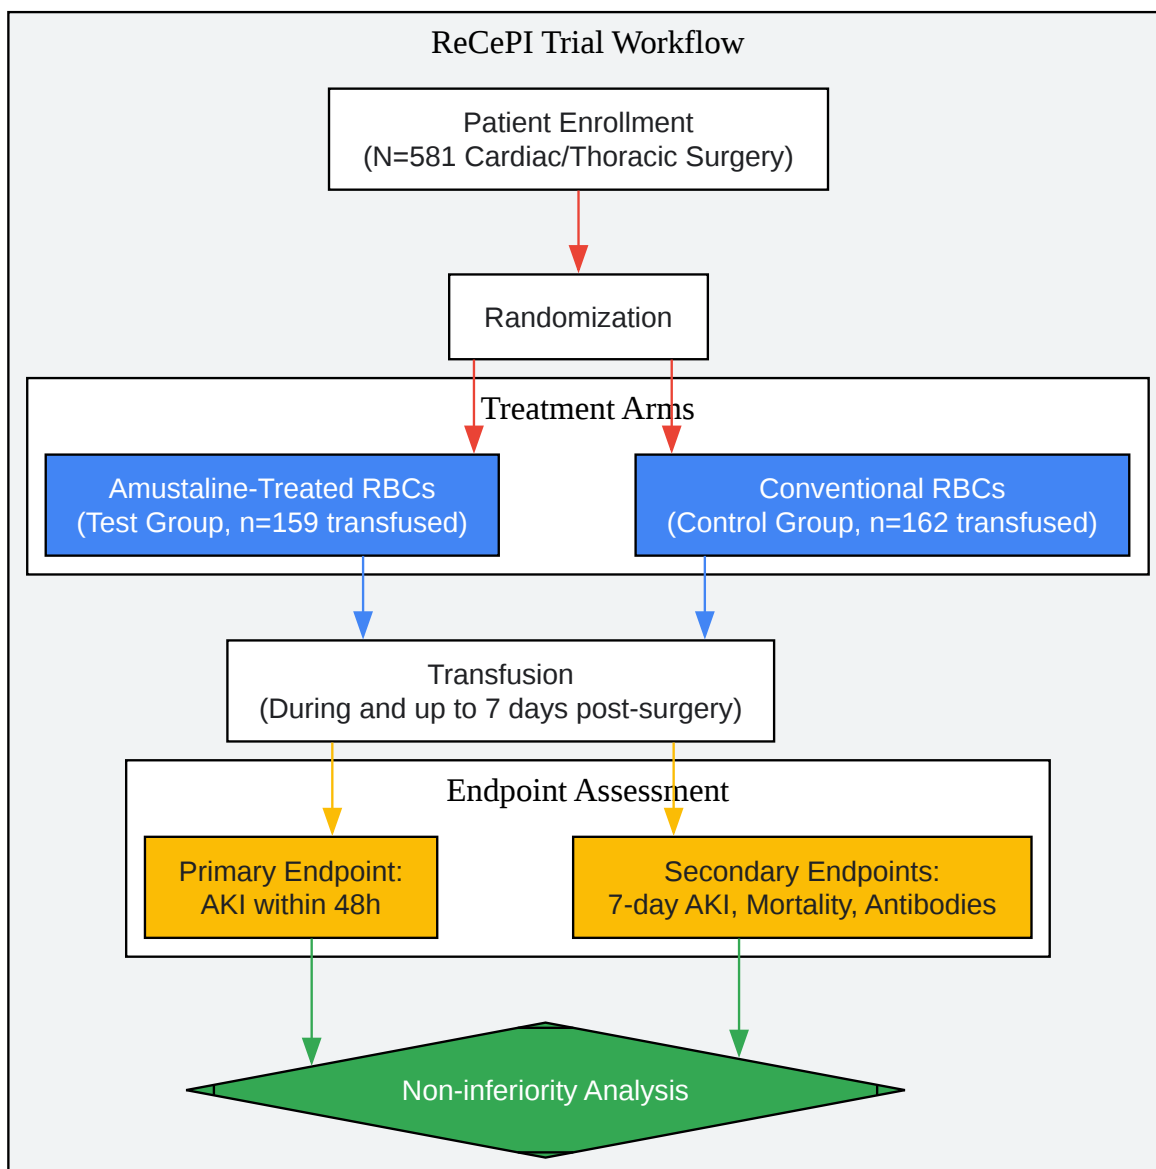 ReCePI Trial Workflow
Patient Enrollment
(N=581 Cardiac/Thoracic Surgery)
Randomization
Treatment Arms
Amustaline-Treated RBCs
(Test Group, n=159 transfused)
Conventional RBCs
(Control Group, n=162 transfused)
Transfusion
(During and up to 7 days post-surgery)
Endpoint Assessment
Primary Endpoint:
AKI within 48h
Secondary Endpoints:
7-day AKI, Mortality, Antibodies
Non-inferiority Analysis